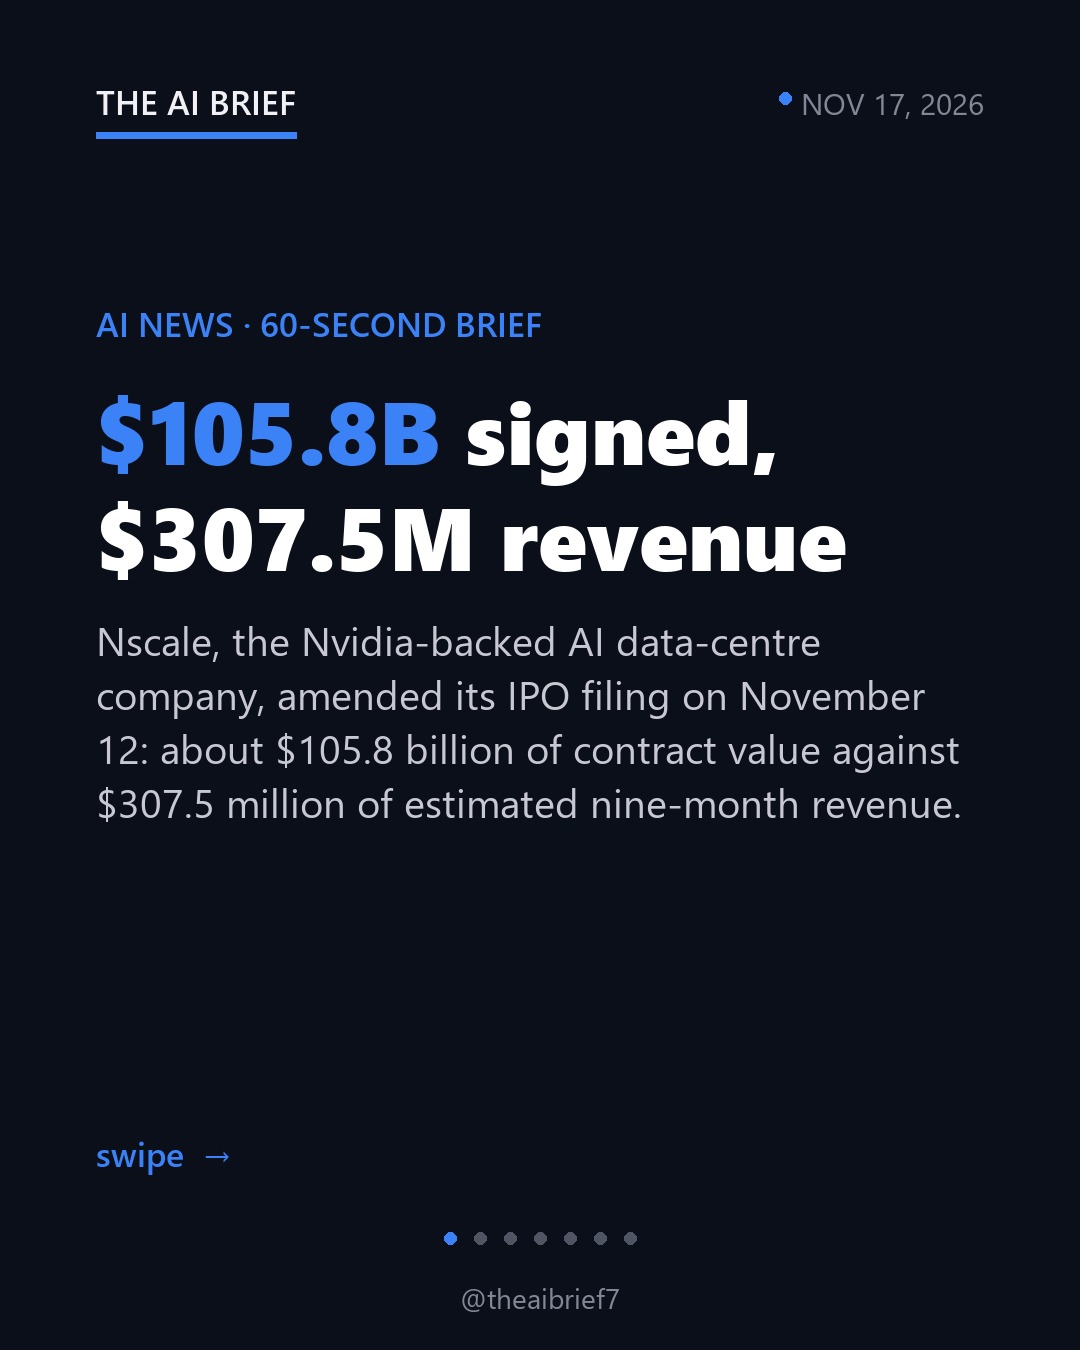 THE AI BRIEF
NOV 17, 2026
AI NEWS · 60-SECOND BRIEF
$105.8B signed,
$307.5M revenue
Nscale, the Nvidia-backed AI data-centre
company, amended its IPO filing on November
12: about $105.8 billion of contract value against
$307.5 million of estimated nine-month revenue.
swipe →
@theaibrief7